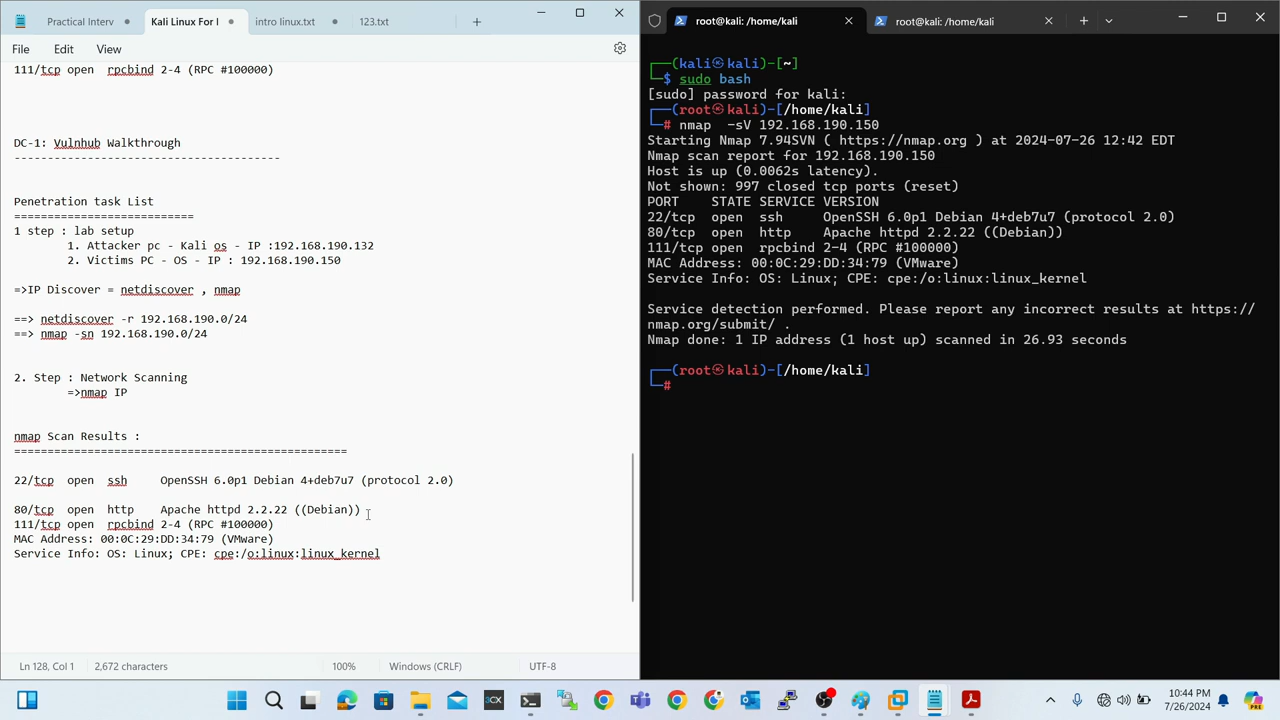 Practical Interv
Kali Linux For I
intro linux.txt
123.txt
File
Edit
View
111/tcp open rpcbind 2-4 (RPC #100000)
DC-1: Vulnhub Walkthrough
----------------------------------------
Penetration task List
===========================
1 step : lab setup
1. Attacker pc - Kali os - IP :192.168.190.132
2. Victims PC - OS - IP : 192.168.190.150
=>IP Discover = netdiscover , nmap
==> netdiscover -r 192.168.190.0/24
==> nmap -sn 192.168.190.0/24
2. Step : Network Scanning
=>nmap IP
nmap Scan Results :
==================================================
22/tcp open ssh OpenSSH 6.0p1 Debian 4+deb7u7 (protocol 2.0)
80/tcp open http Apache httpd 2.2.22 ((Debian))
111/tcp open rpcbind 2-4 (RPC #100000)
MAC Address: 00:0C:29:DD:34:79 (VMware)
Service Info: OS: Linux; CPE: cpe:/o:linux:linux_kernel
Ln 128, Col 1
2,672 characters
100%
Windows (CRLF)
UTF-8
root@kali: /home/kali
root@kali: /home/kali
┌──(kali㉿kali)-[~]
└─$ sudo bash
[sudo] password for kali:
┌──(root㉿kali)-[/home/kali]
└─# nmap -sV 192.168.190.150
Starting Nmap 7.94SVN ( https://nmap.org ) at 2024-07-26 12:42 EDT
Nmap scan report for 192.168.190.150
Host is up (0.0062s latency).
Not shown: 997 closed tcp ports (reset)
PORT STATE SERVICE VERSION
22/tcp open ssh OpenSSH 6.0p1 Debian 4+deb7u7 (protocol 2.0)
80/tcp open http Apache httpd 2.2.22 ((Debian))
111/tcp open rpcbind 2-4 (RPC #100000)
MAC Address: 00:0C:29:DD:34:79 (VMware)
Service Info: OS: Linux; CPE: cpe:/o:linux:linux_kernel
Service detection performed. Please report any incorrect results at https://
nmap.org/submit/ .
Nmap done: 1 IP address (1 host up) scanned in 26.93 seconds
┌──(root㉿kali)-[/home/kali]
└─#
3CX
10:44 PM
7/26/2024
PRE